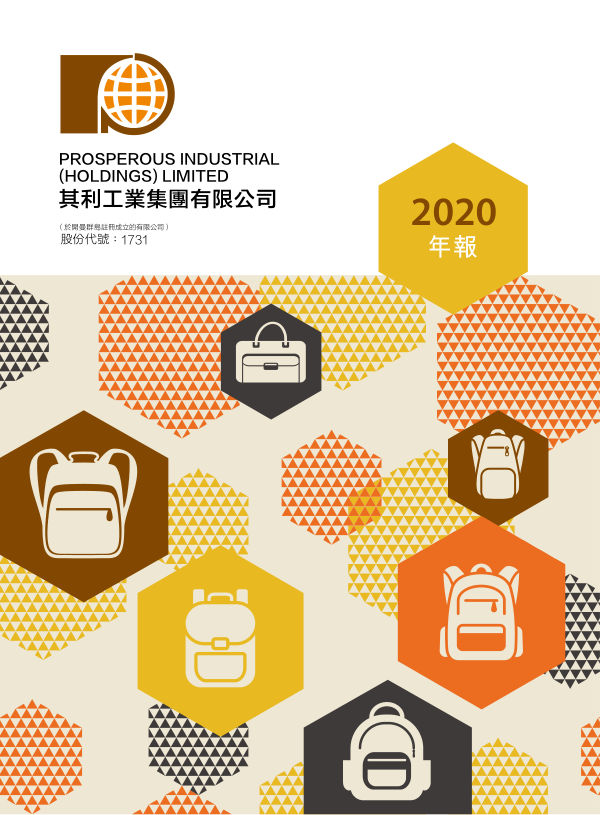 PROSPEROUS INDUSTRIAL
(HOLDINGS) LIMITED
其利工業集團有限公司
(於開曼群島註冊成立的有限公司)
股份代號：1731
2020
年報